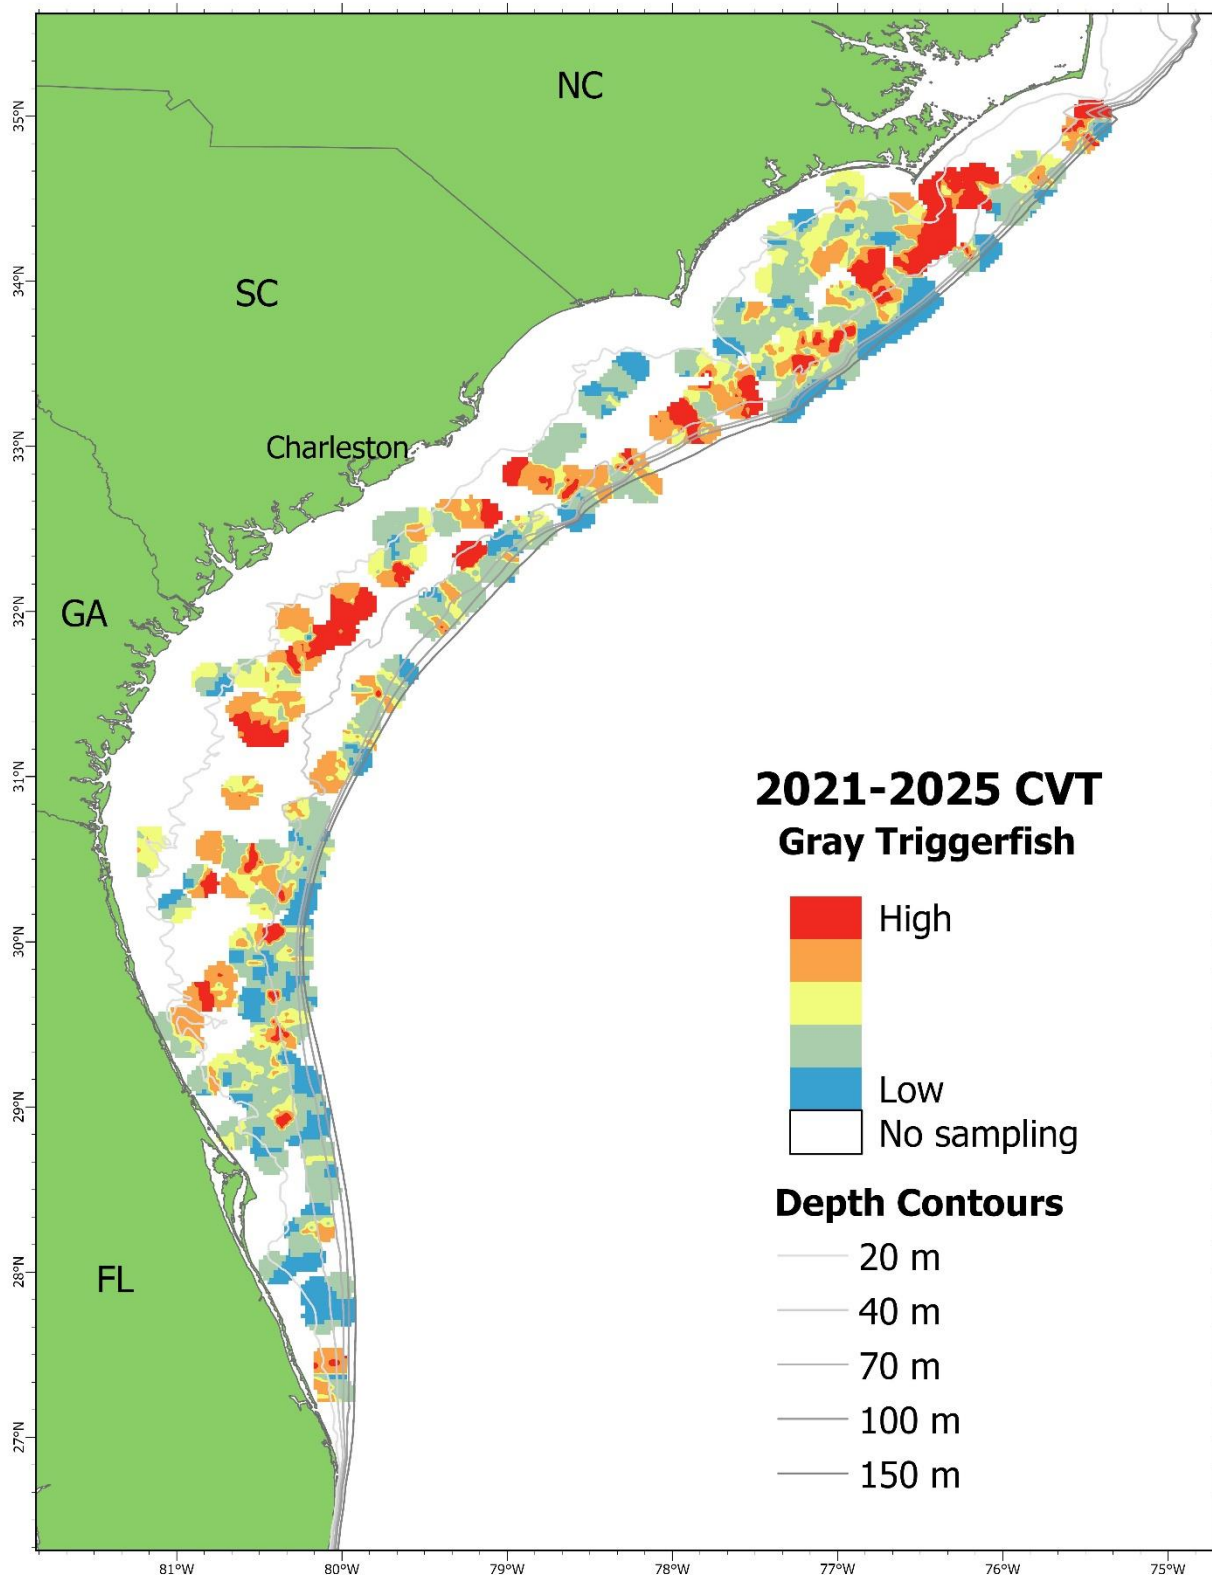 NC
SC
Charleston
GA
FL
2021-2025 CVT
Gray Triggerfish
High
Low
No sampling
Depth Contours
20 m
40 m
70 m
100 m
150 m
35°N
34°N
33°N
32°N
31°N
30°N
29°N
28°N
27°N
81°W
80°W
79°W
78°W
77°W
76°W
75°W